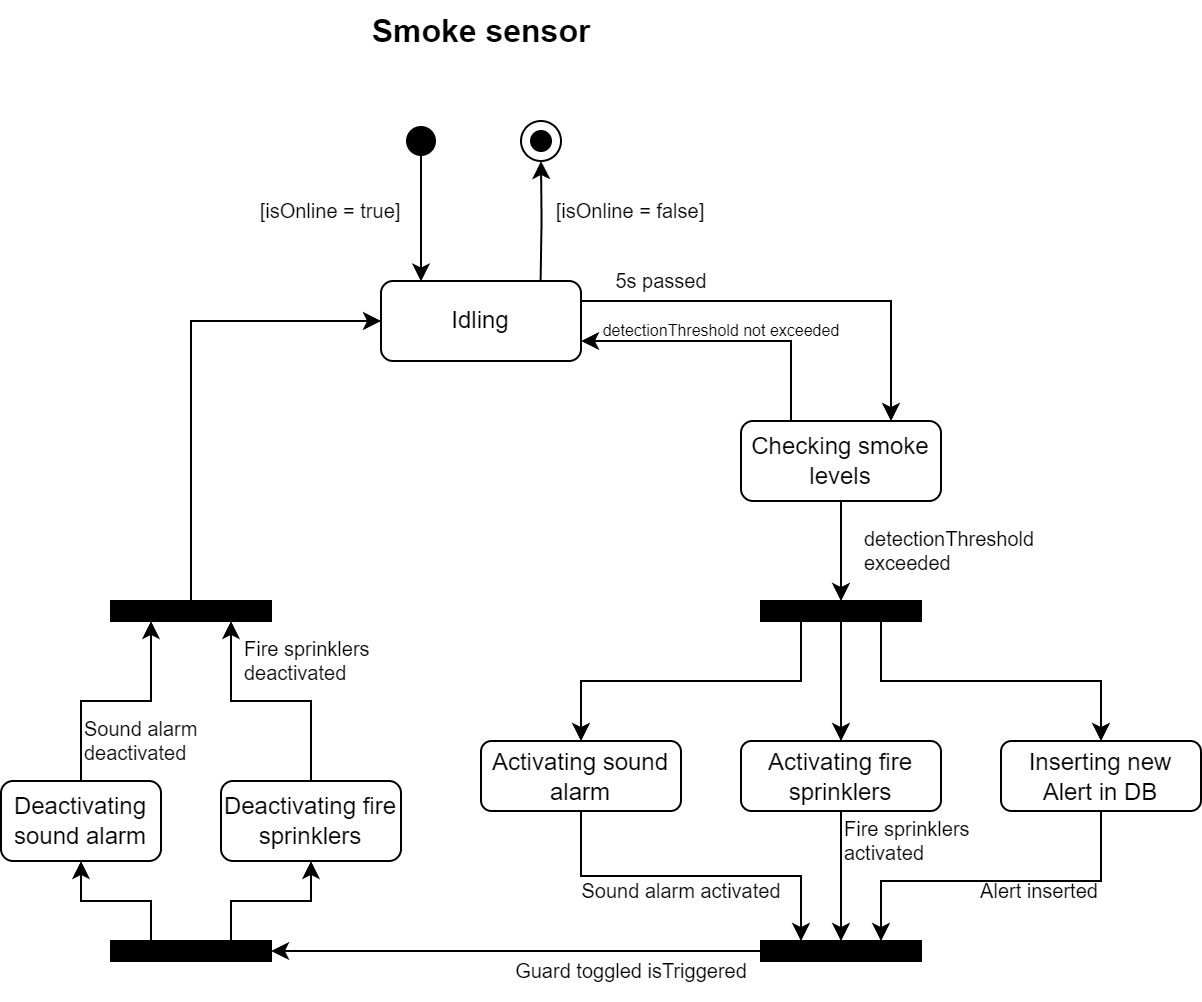 Smoke sensor
[isOnline = true]
[isOnline = false]
Idling
5s passed
detectionThreshold not exceeded
Checking smoke
levels
detectionThreshold
exceeded
Fire sprinklers
deactivated
Sound alarm
deactivated
Deactivating
sound alarm
Deactivating fire
sprinklers
Activating sound
alarm
Activating fire
sprinklers
Inserting new
Alert in DB
Fire sprinklers
activated
Sound alarm activated
Alert inserted
Guard toggled isTriggered